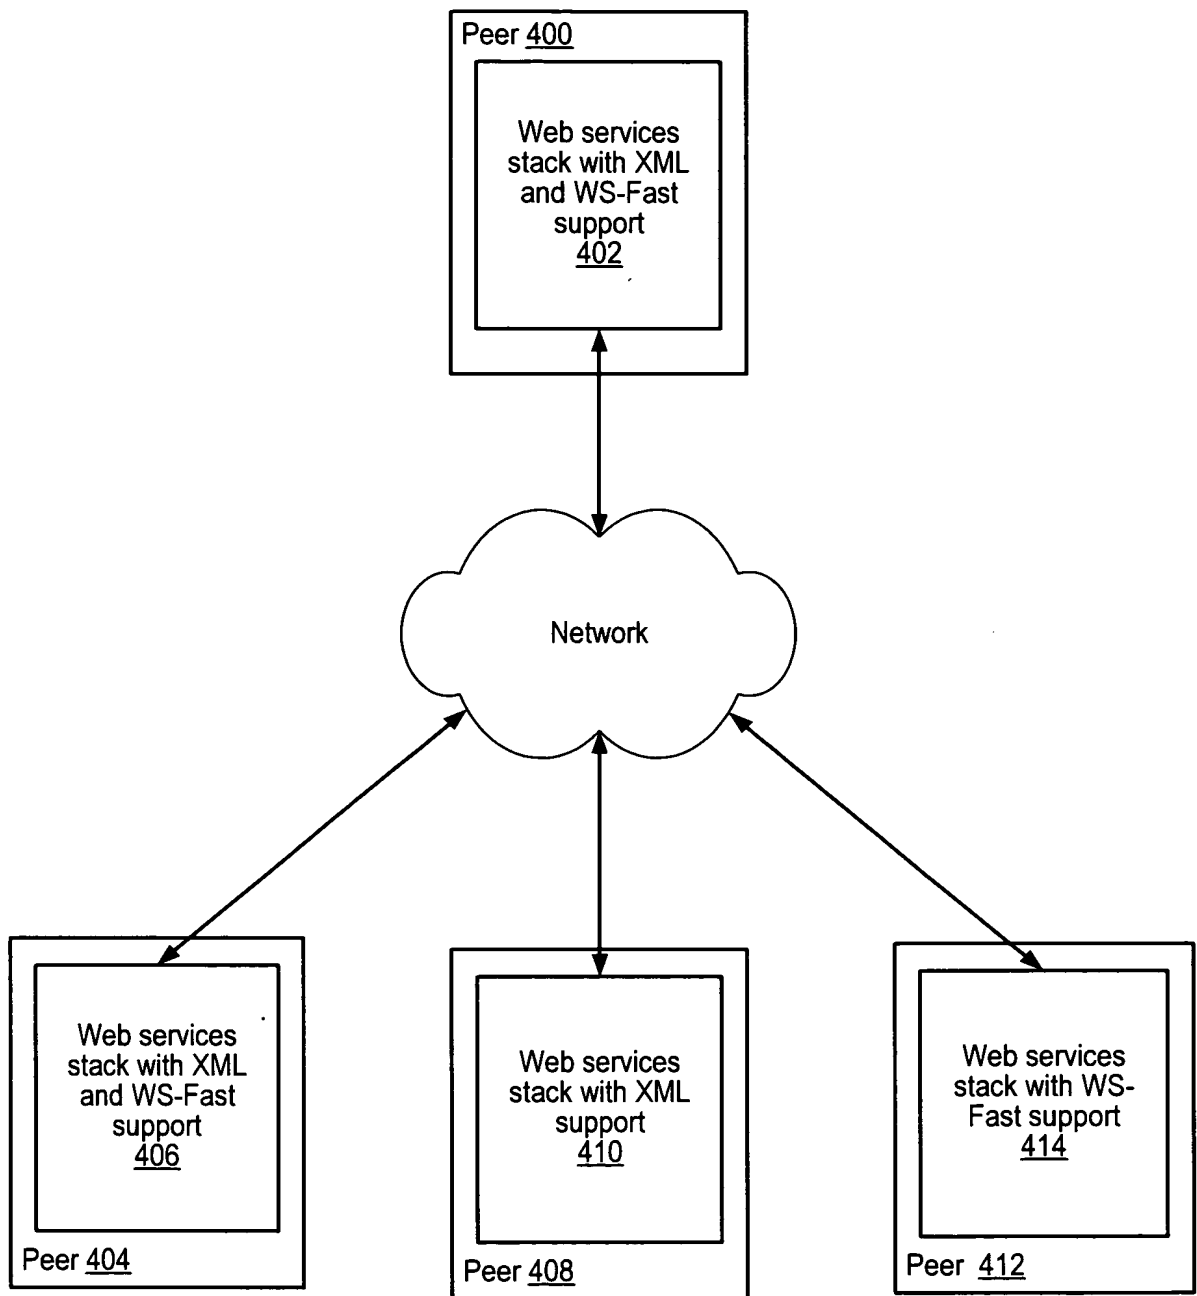 Peer 400
Web services
stack with XML
and WS-Fast
support
402
Network
Web services
stack with XML
and WS-Fast
support
406
Peer 404
Web services
stack with XML
support
410
Peer 408
Web services
stack with WS-
Fast support
414
Peer 412